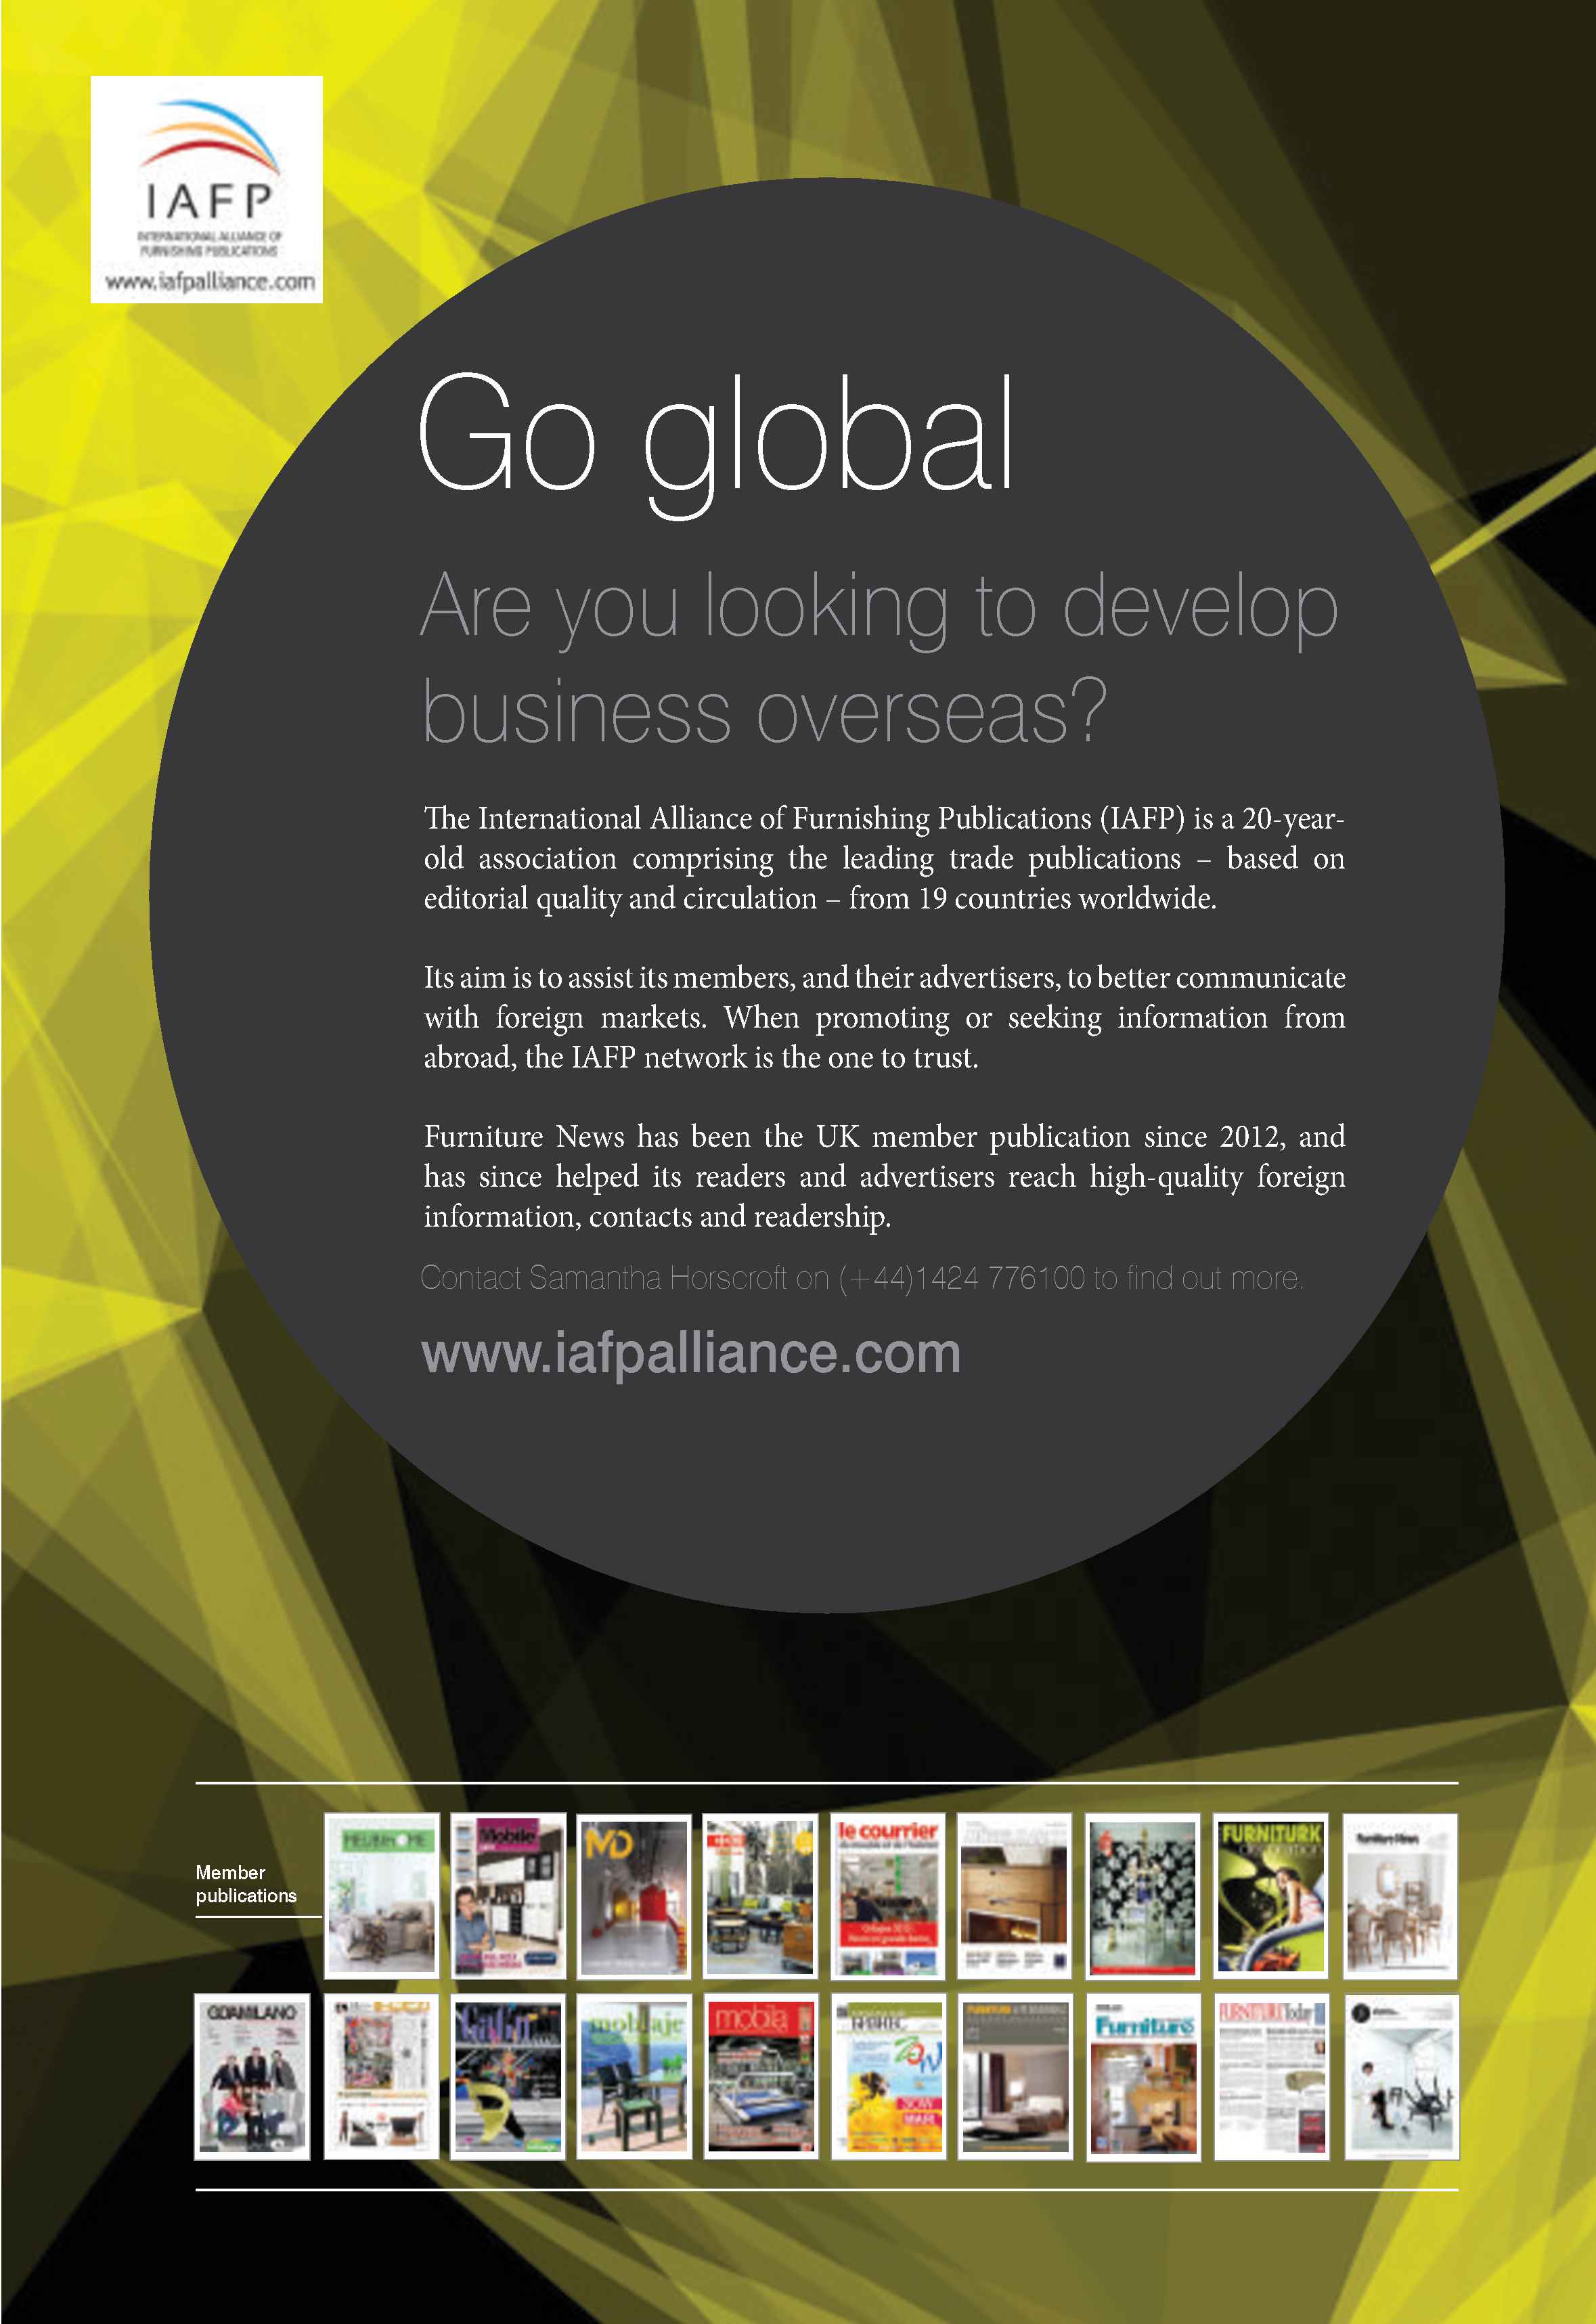 IAFP
INTERNATIONAL ALLIANCE OF
FURNISHING PUBLICATIONS
www.iafpalliance.com
Go global
Are you looking to develop
business overseas?
The International Alliance of Furnishing Publications (IAFP) is a 20-year-
old association comprising the leading trade publications – based on
editorial quality and circulation – from 19 countries worldwide.
Its aim is to assist its members, and their advertisers, to better communicate
with foreign markets. When promoting or seeking information from
abroad, the IAFP network is the one to trust.
Furniture News has been the UK member publication since 2012, and
has since helped its readers and advertisers reach high-quality foreign
information, contacts and readership.
Contact Samantha Horscroft on (+44)1424 776100 to find out more.
www.iafpalliance.com
Member
publications
Mobile
MD
le courrier
FURNITURK
Furniture News
GDAMILANO
moblaje
mobila
Furniture
FURNITURE Today